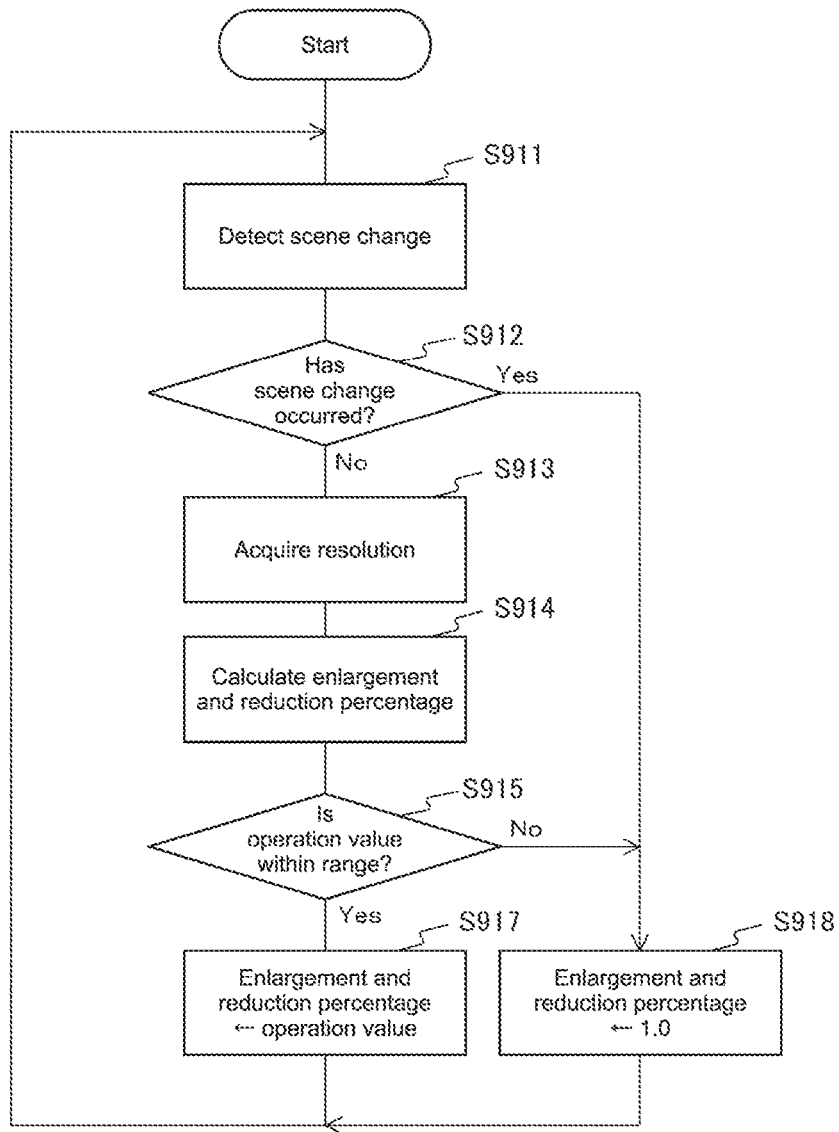 Start
S911
Detect scene change
S912
Has
scene change
occurred?
Yes
No
S913
Acquire resolution
S914
Calculate enlargement
and reduction percentage
S915
Is
operation value
within range?
No
Yes
S917
Enlargement and
reduction percentage
← operation value
S918
Enlargement and
reduction percentage
← 1.0